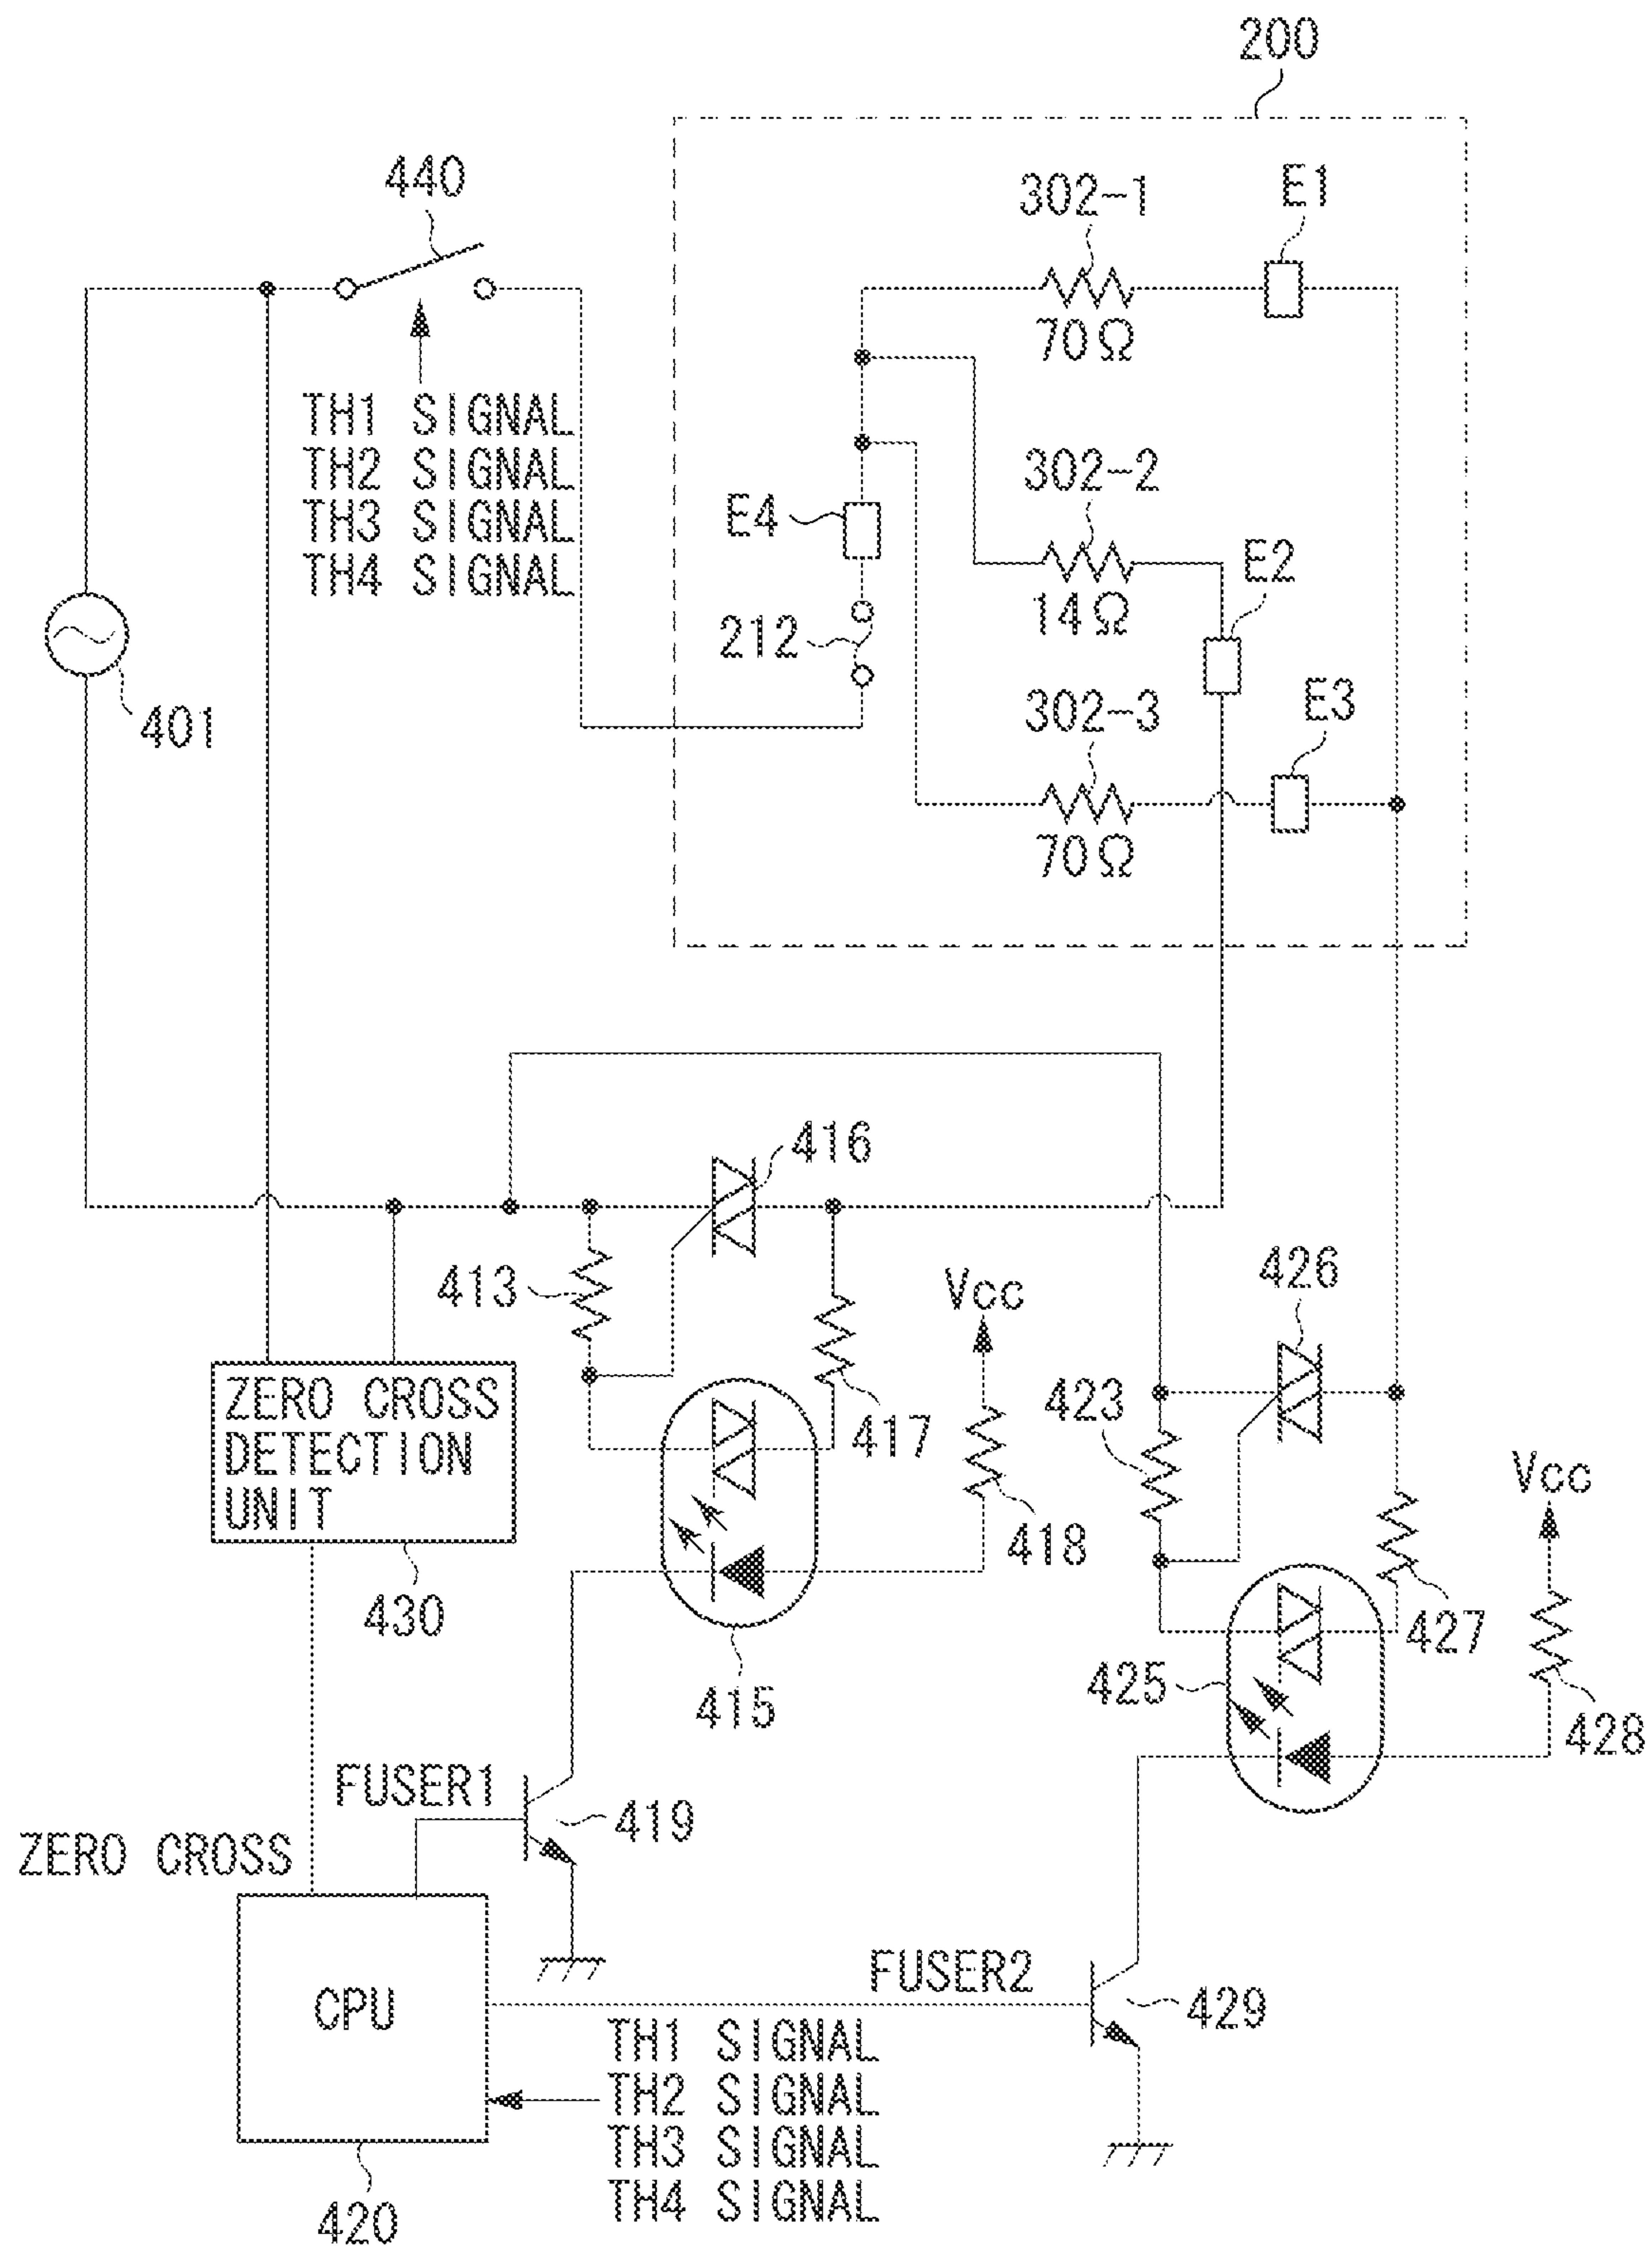 200
440
302-1
E1
70Ω
TH1 SIGNAL
TH2 SIGNAL
TH3 SIGNAL
TH4 SIGNAL
302-2
E4
E2
14Ω
212
302-3
E3
401
70Ω
416
413
Vcc
426
ZERO CROSS
DETECTION
UNIT
417
423
418
Vcc
430
427
415
425
428
FUSER1
419
ZERO CROSS
CPU
FUSER2
429
TH1 SIGNAL
TH2 SIGNAL
TH3 SIGNAL
TH4 SIGNAL
420